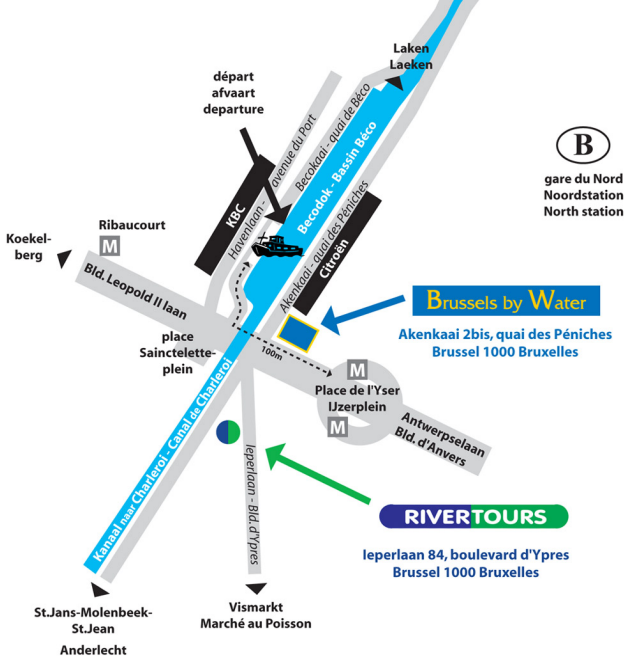 Laken
Laeken
départ
afvaart
departure
B
gare du Nord
Noordstation
North station
Havenlaan - avenue du Port
Becokaai - quai de Béco
Becodok - Bassin Béco
Akenkaai - quai des Péniches
KBC
Citroën
Ribaucourt
M
Koekel-
berg
Bld. Leopold II laan
Brussels by Water
Akenkaai 2bis, quai des Péniches
Brussel 1000 Bruxelles
place
Sainctelette-
plein
100m
M
Place de l'Yser
IJzerplein
M
Antwerpselaan
Bld. d'Anvers
Kanaal naar Charleroi - Canal de Charleroi
Ieperlaan - Bld. d'Ypres
RIVERTOURS
Ieperlaan 84, boulevard d'Ypres
Brussel 1000 Bruxelles
St.Jans-Molenbeek-
St.Jean
Anderlecht
Vismarkt
Marché au Poisson